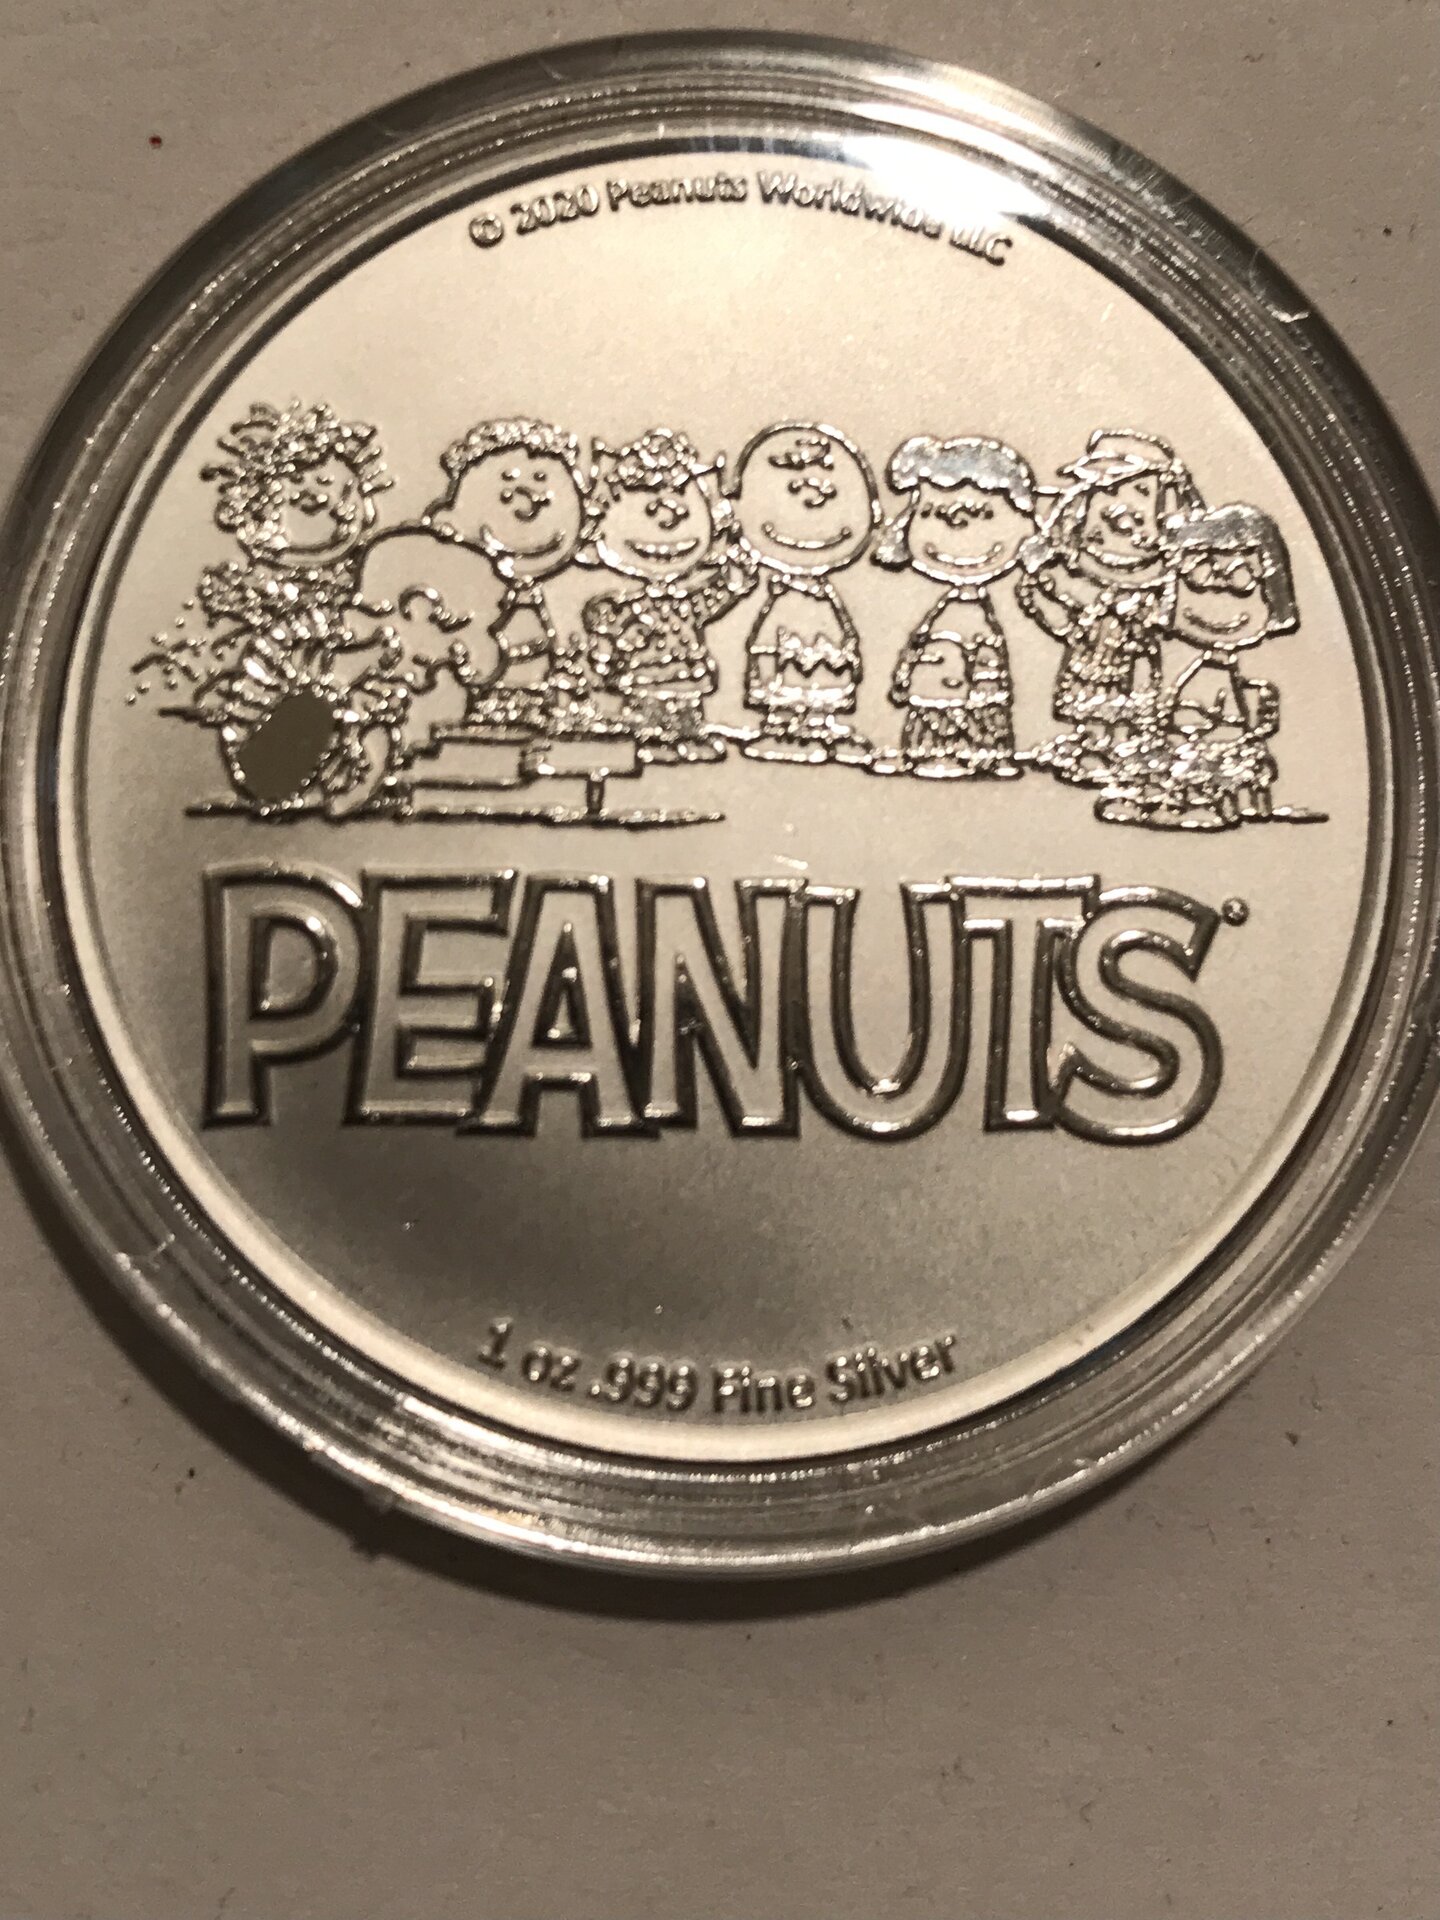 © 2020 Peanuts Worldwide LLC
PEANUTS®
1 oz .999 Fine Silver